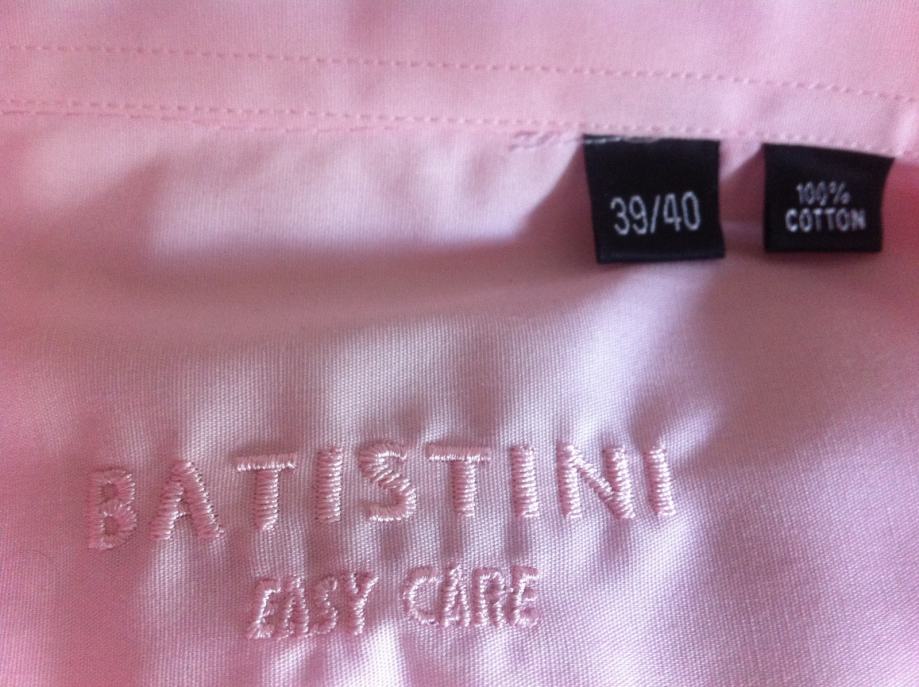 39/40
100%
COTTON
BATISTINI
EASY CARE